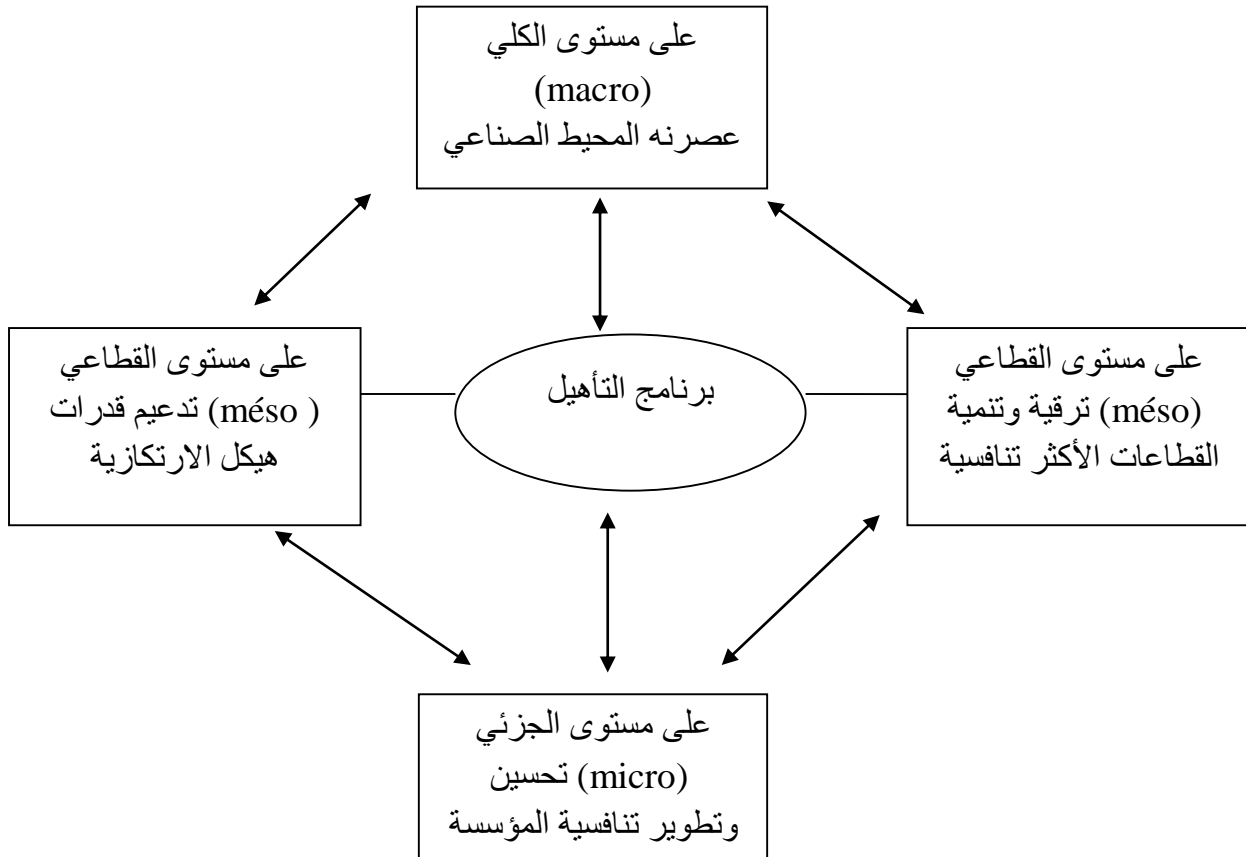 على مستوى الكلي
(macro)
عصرنه المحيط الصناعي
على مستوى القطاعي
(méso) ترقية وتنمية
القطاعات الأكثر تنافسية
برنامج التأهيل
على مستوى القطاعي
( méso) تدعيم قدرات
هيكل الارتكازية
على مستوى الجزئي
(micro) تحسين
وتطوير تنافسية المؤسسة